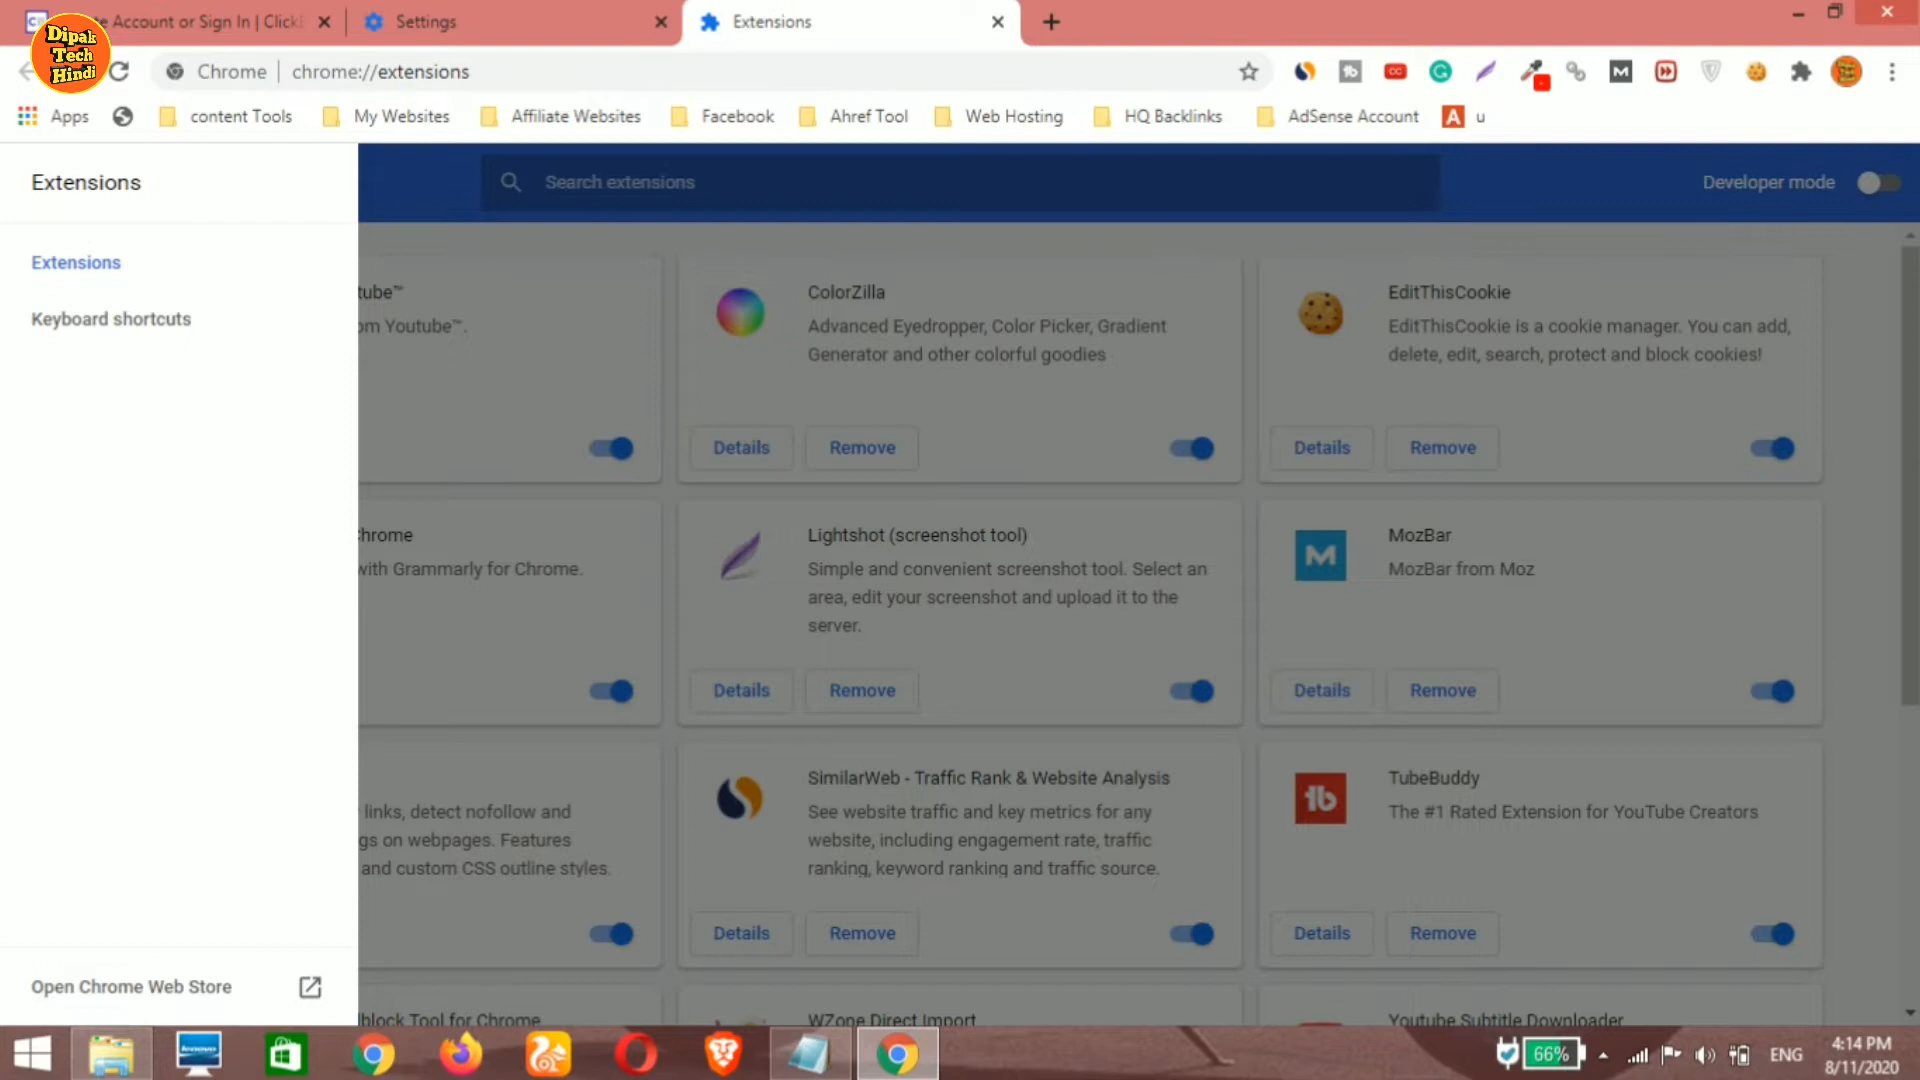 e Account or Sign In | Click
Settings
Extensions
Dipak
Tech
Hindi
Chrome
chrome://extensions
Apps
content Tools
My Websites
Affiliate Websites
Facebook
Ahref Tool
Web Hosting
HQ Backlinks
AdSense Account
u
Extensions
Search extensions
Developer mode
Extensions
Keyboard shortcuts
tube™
om Youtube™.
ColorZilla
Advanced Eyedropper, Color Picker, Gradient
Generator and other colorful goodies
Details
Remove
EditThisCookie
EditThisCookie is a cookie manager. You can add,
delete, edit, search, protect and block cookies!
Details
Remove
Chrome
with Grammarly for Chrome.
Lightshot (screenshot tool)
Simple and convenient screenshot tool. Select an
area, edit your screenshot and upload it to the
server.
Details
Remove
MozBar
MozBar from Moz
Details
Remove
links, detect nofollow and
gs on webpages. Features
and custom CSS outline styles.
SimilarWeb - Traffic Rank & Website Analysis
See website traffic and key metrics for any
website, including engagement rate, traffic
ranking, keyword ranking and traffic source.
Details
Remove
TubeBuddy
The #1 Rated Extension for YouTube Creators
Details
Remove
Open Chrome Web Store
block Tool for Chrome
WZone Direct Import
Youtube Subtitle Downloader
66%
ENG
4:14 PM
8/11/2020